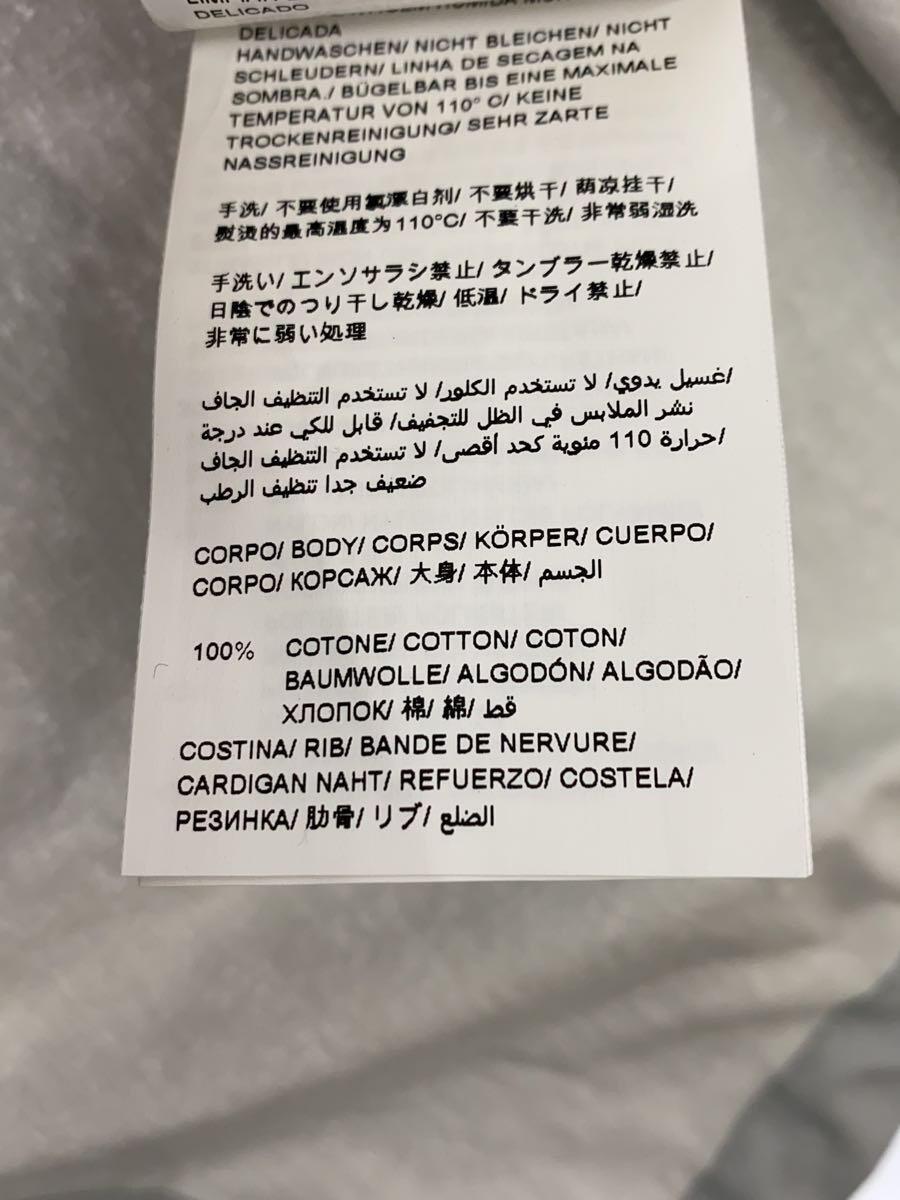 DELICADO
DELICADA
HANDWASCHEN/ NICHT BLEICHEN/ NICHT
SCHLEUDERN/ LINHA DE SECAGEM NA
SOMBRA./ BÜGELBAR BIS EINE MAXIMALE
TEMPERATUR VON 110° C/ KEINE
TROCKENREINIGUNG/ SEHR ZARTE
NASSREINIGUNG
手洗/ 不要使用氯漂白剂/ 不要烘干/ 荫凉挂干/
熨烫的最高温度为110°C/ 不要干洗/ 非常弱湿洗
手洗い/ エンソサラシ禁止/ タンブラー乾燥禁止/
日陰でのつり干し乾燥/ 低温/ ドライ禁止/
非常に弱い処理
غسيل يدوي/ لا تستخدم الكلور/ لا تستخدم التنظيف الجاف/
نشر الملابس في الظل للتجفيف/ قابل للكي عند درجة
حرارة 110 مئوية كحد أقصى/ لا تستخدم التنظيف الجاف/
ضعيف جدا تنظيف الرطب
CORPO/ BODY/ CORPS/ KÖRPER/ CUERPO/
CORPO/ КОРСАЖ/ 大身/ 本体/ الجسم
100% COTONE/ COTTON/ COTON/
BAUMWOLLE/ ALGODÓN/ ALGODÃO/
ХЛОПОК/ 棉/ 綿/ قط
COSTINA/ RIB/ BANDE DE NERVURE/
CARDIGAN NAHT/ REFUERZO/ COSTELA/
РЕЗИНКА/ 肋骨/ リブ/ الضلع